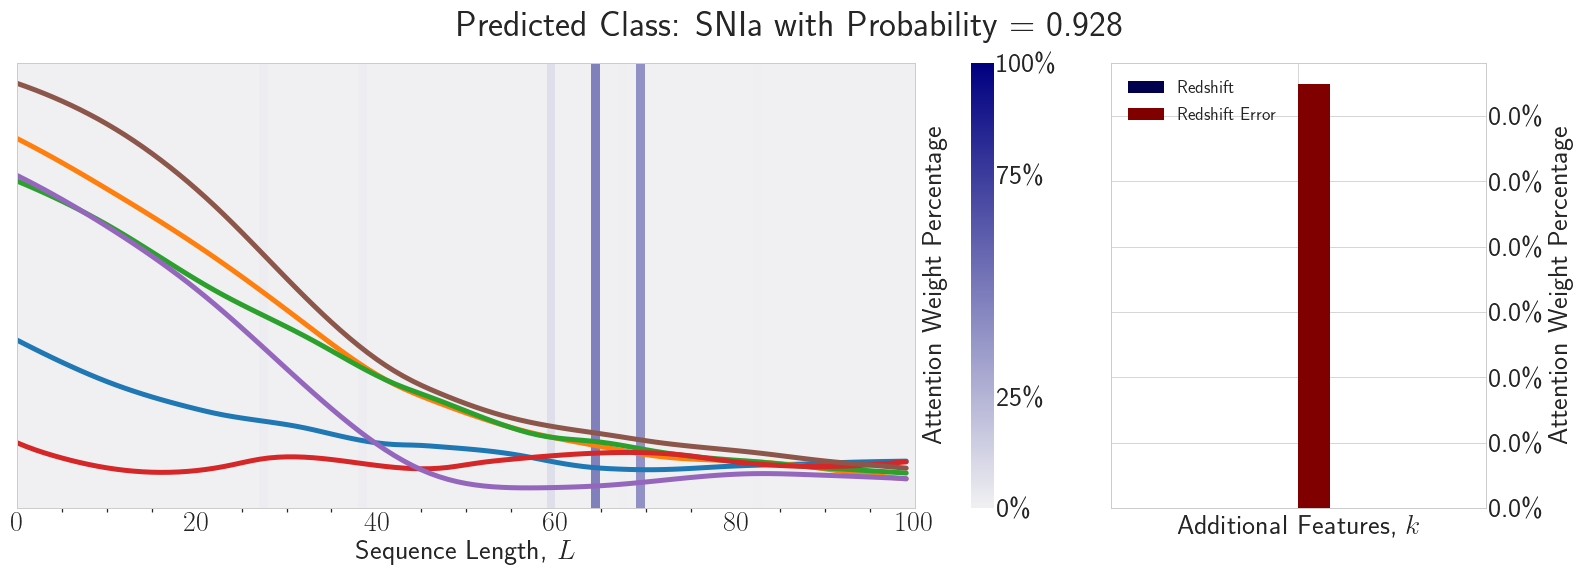 Predicted Class: SNIa with Probability = 0.928
0
20
40
60
80
100
Sequence Length, L
100%
75%
25%
0%
Attention Weight Percentage
Redshift
Redshift Error
0.0%
0.0%
0.0%
0.0%
0.0%
0.0%
0.0%
Attention Weight Percentage
Additional Features, k